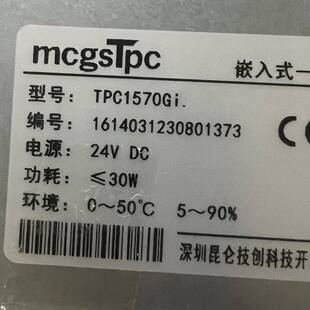 mcgsTpc 嵌入式一
型号： TPC1570Gi.
编号： 1614031230801373
电源： 24V DC
功耗： ≤30W
环境： 0～50℃ 5～90%
深圳昆仑技创科技开